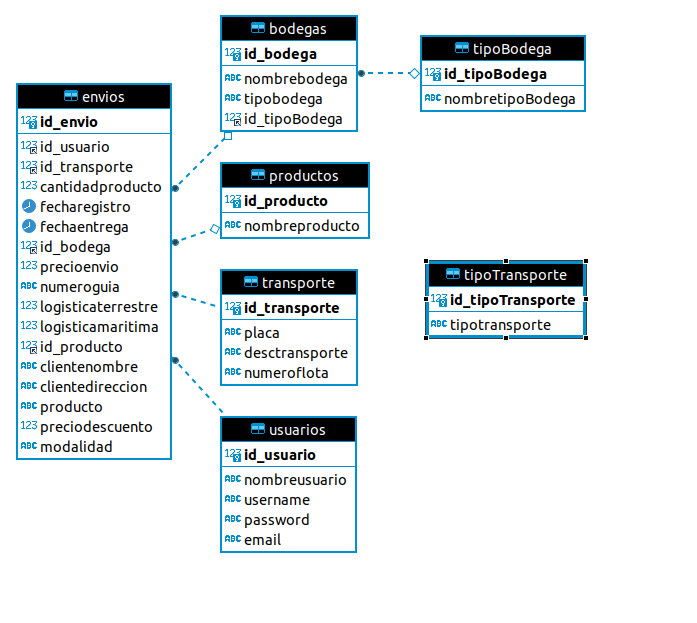 envios
123 id_envio
123 id_usuario
123 id_transporte
123 cantidadproducto
fecharegistro
fechaentrega
123 id_bodega
123 precioenvio
ABC numeroguia
123 logisticaterrestre
123 logisticamaritima
123 id_producto
ABC clientenombre
ABC clientedireccion
ABC producto
123 preciodescuento
ABC modalidad
bodegas
123 id_bodega
ABC nombrebodega
ABC tipobodega
123 id_tipoBodega
tipoBodega
123 id_tipoBodega
ABC nombretipoBodega
productos
123 id_producto
ABC nombreproducto
transporte
123 id_transporte
ABC placa
ABC desctransporte
ABC numeroflota
tipoTransporte
123 id_tipoTransporte
ABC tipotransporte
usuarios
123 id_usuario
ABC nombreusuario
ABC username
ABC password
ABC email